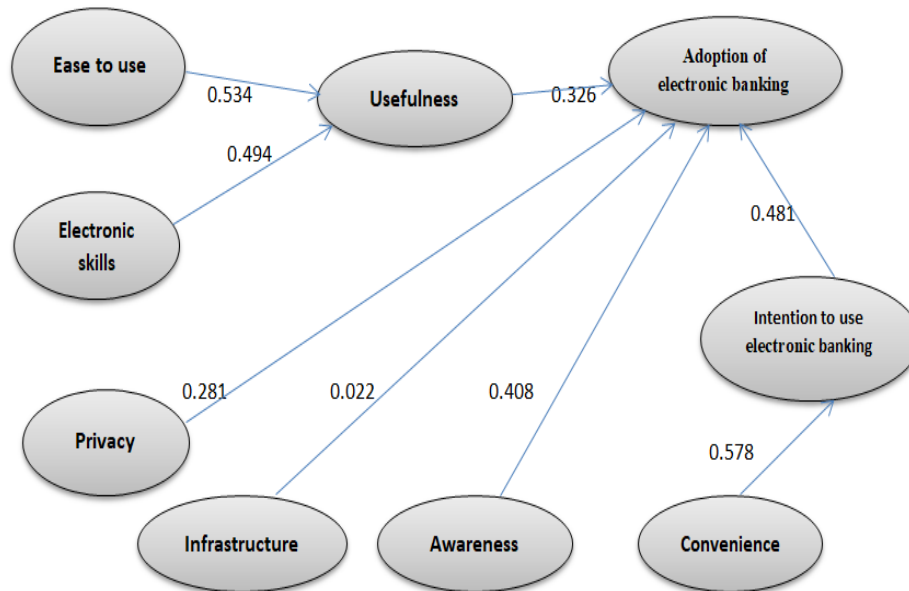 Ease to use
0.534
Usefulness
0.326
Adoption of
electronic banking
0.494
Electronic
skills
0.481
Intention to use
electronic banking
0.281
0.022
0.408
Privacy
0.578
Infrastructure
Awareness
Convenience